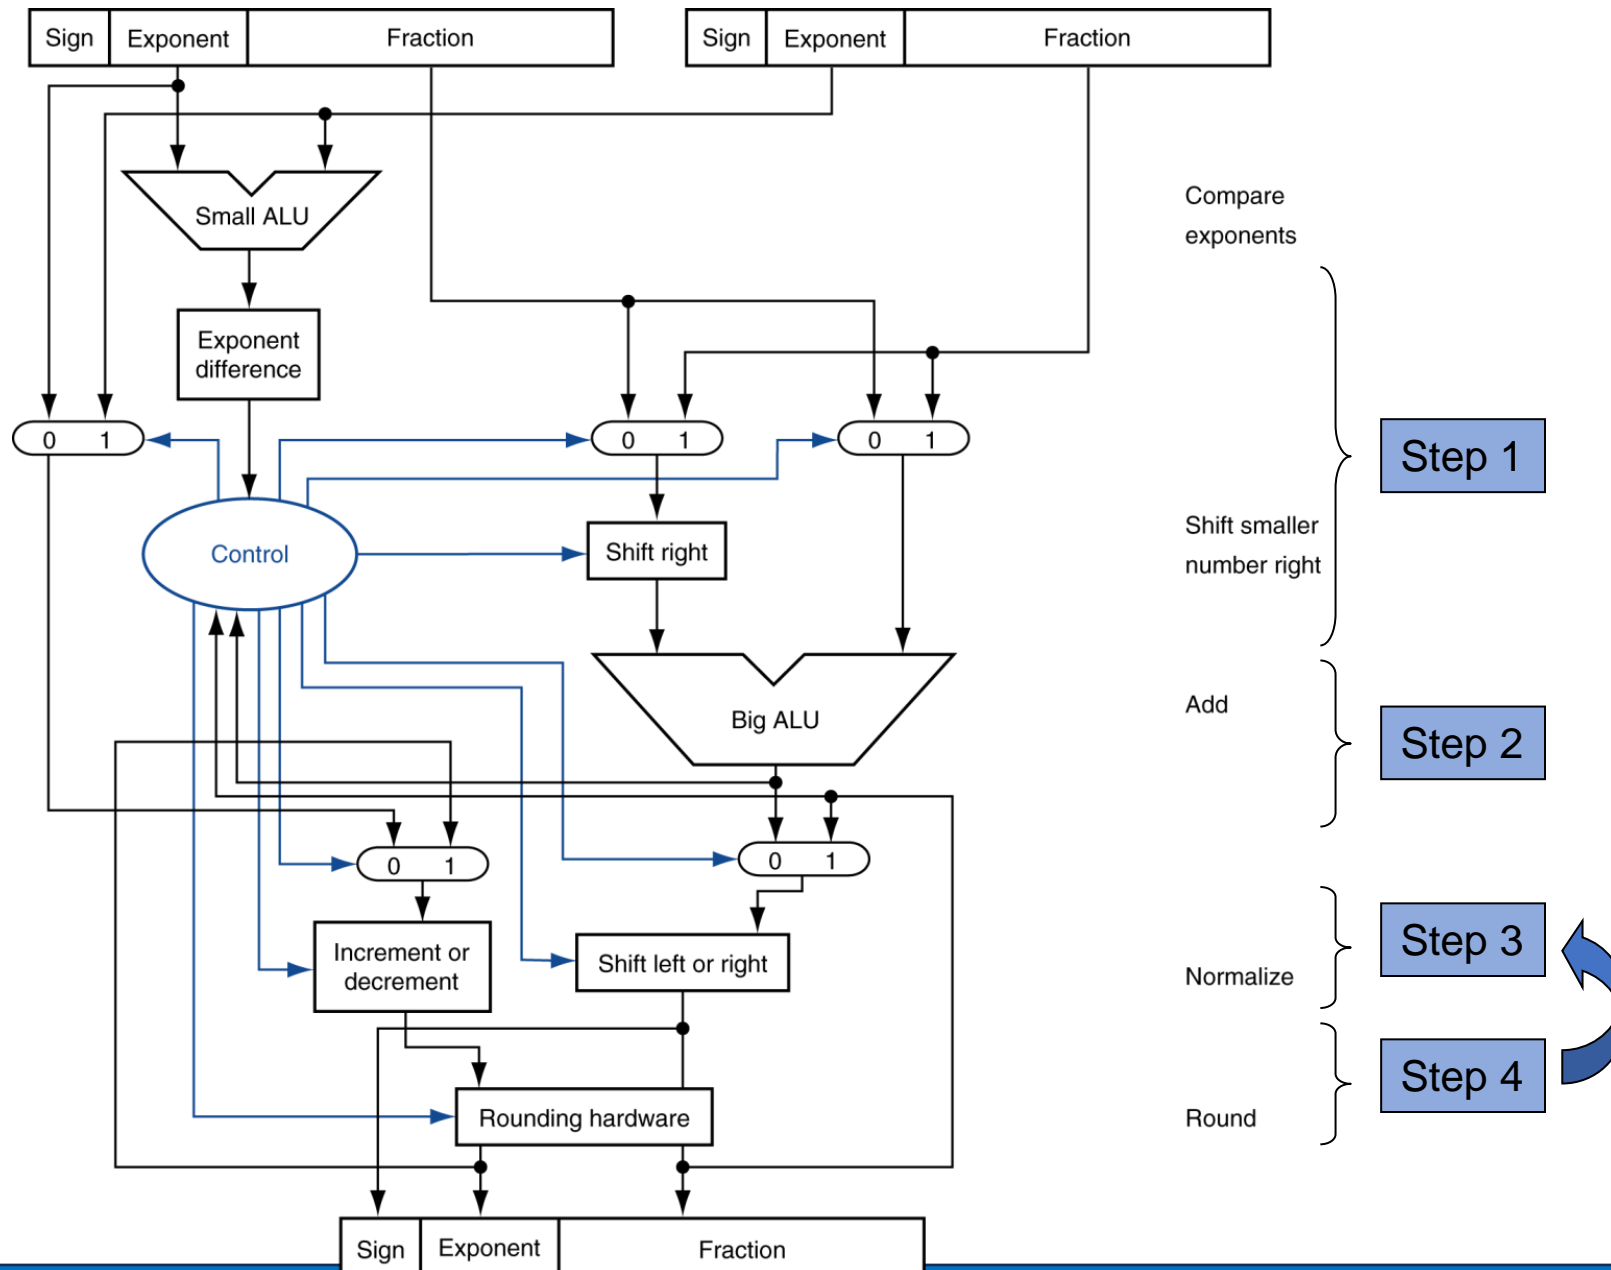 Sign Exponent Fraction
Sign Exponent Fraction
Small ALU
Compare
exponents
Exponent
difference
0 1
0 1
0 1
Step 1
Control
Shift right
Shift smaller
number right
Big ALU
Add
Step 2
0 1
0 1
Increment or
decrement
Shift left or right
Normalize
Step 3
Rounding hardware
Round
Step 4
Sign Exponent Fraction